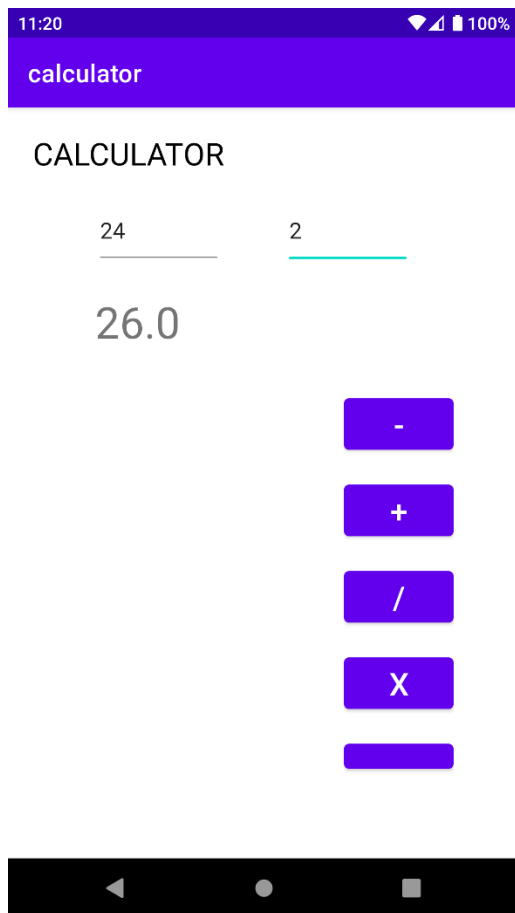 11:20 100%
calculator
CALCULATOR
24 2
26.0
-
+
/
X